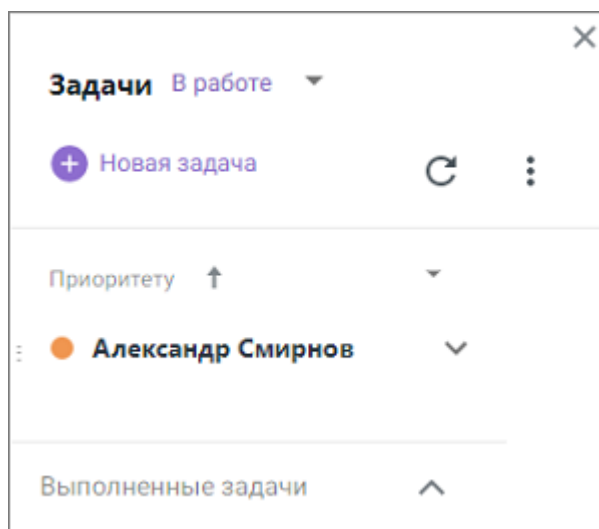 Задачи В работе
Новая задача
Приоритету
Александр Смирнов
Выполненные задачи